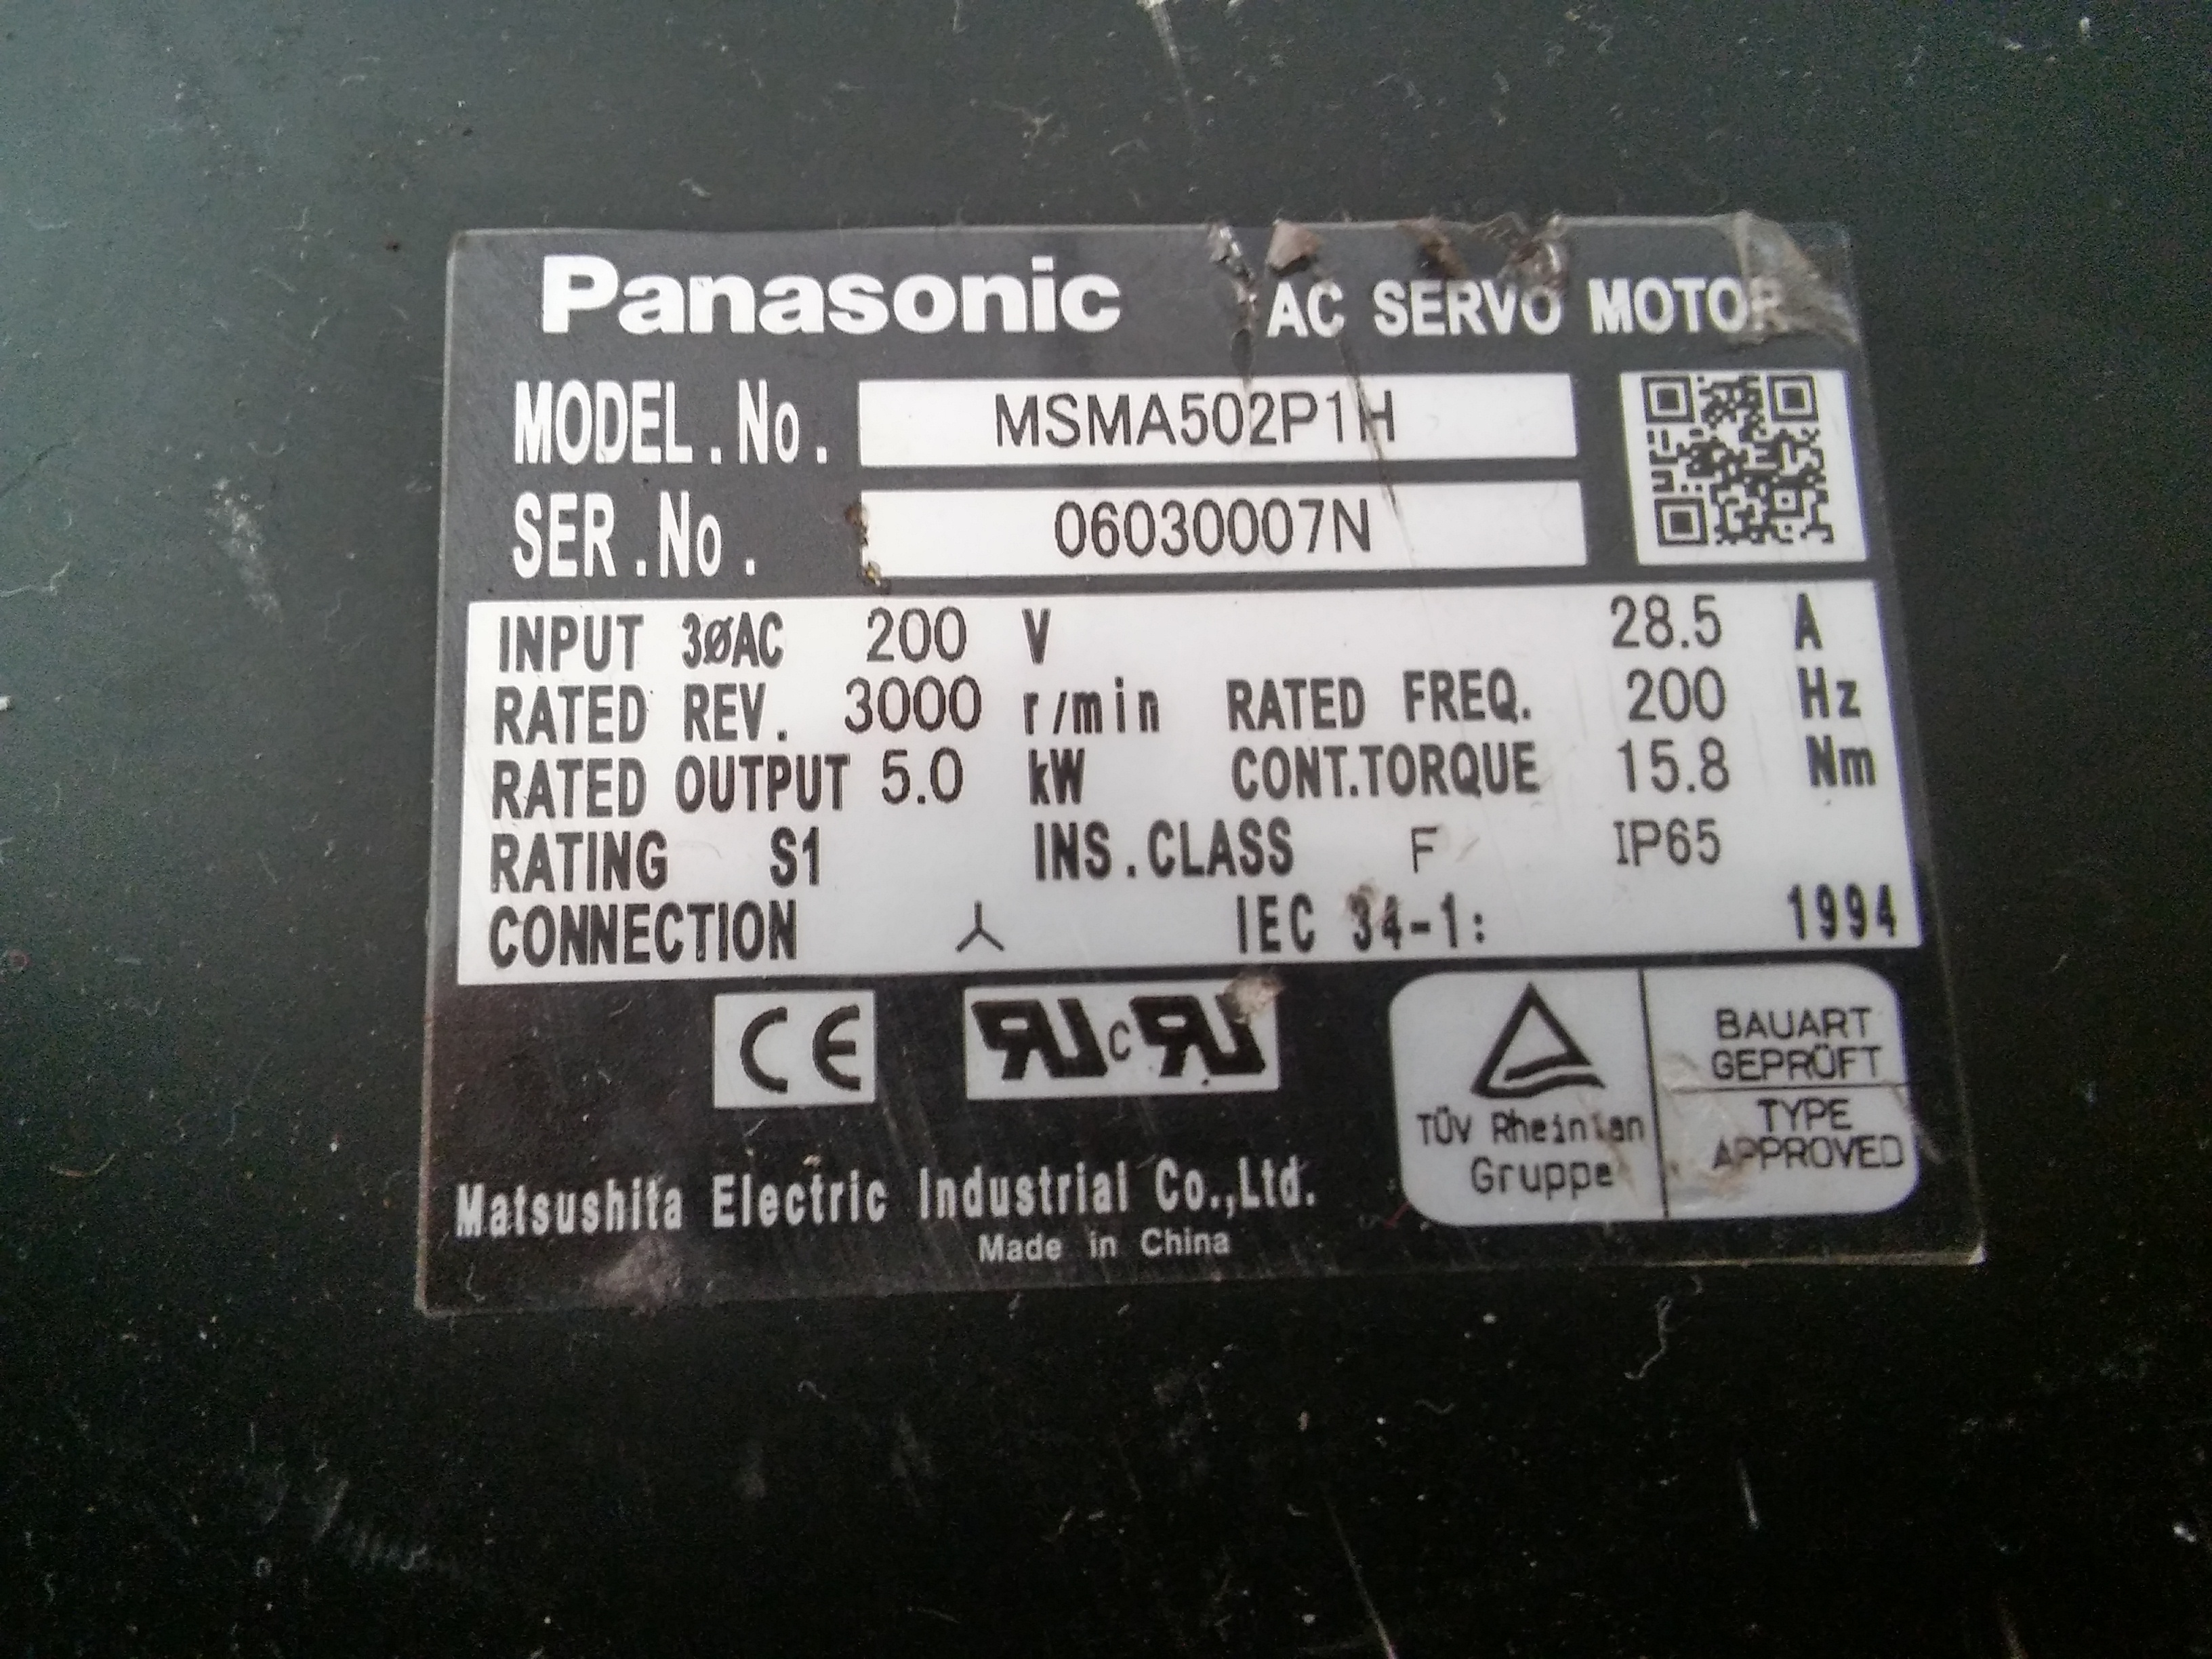 Panasonic AC SERVO MOTOR
MODEL.No. MSMA502P1H
SER.No. 06030007N
INPUT 3øAC 200 V 28.5 A
RATED REV. 3000 r/min RATED FREQ. 200 Hz
RATED OUTPUT 5.0 kW CONT.TORQUE 15.8 Nm
RATING S1 INS.CLASS F IP65
CONNECTION IEC 34-1: 1994
CE RU c RU
BAUART
GEPRÜFT
TYPE
APPROVED
TÜV Rheinlan
Gruppe
Matsushita Electric Industrial Co.,Ltd.
Made in China